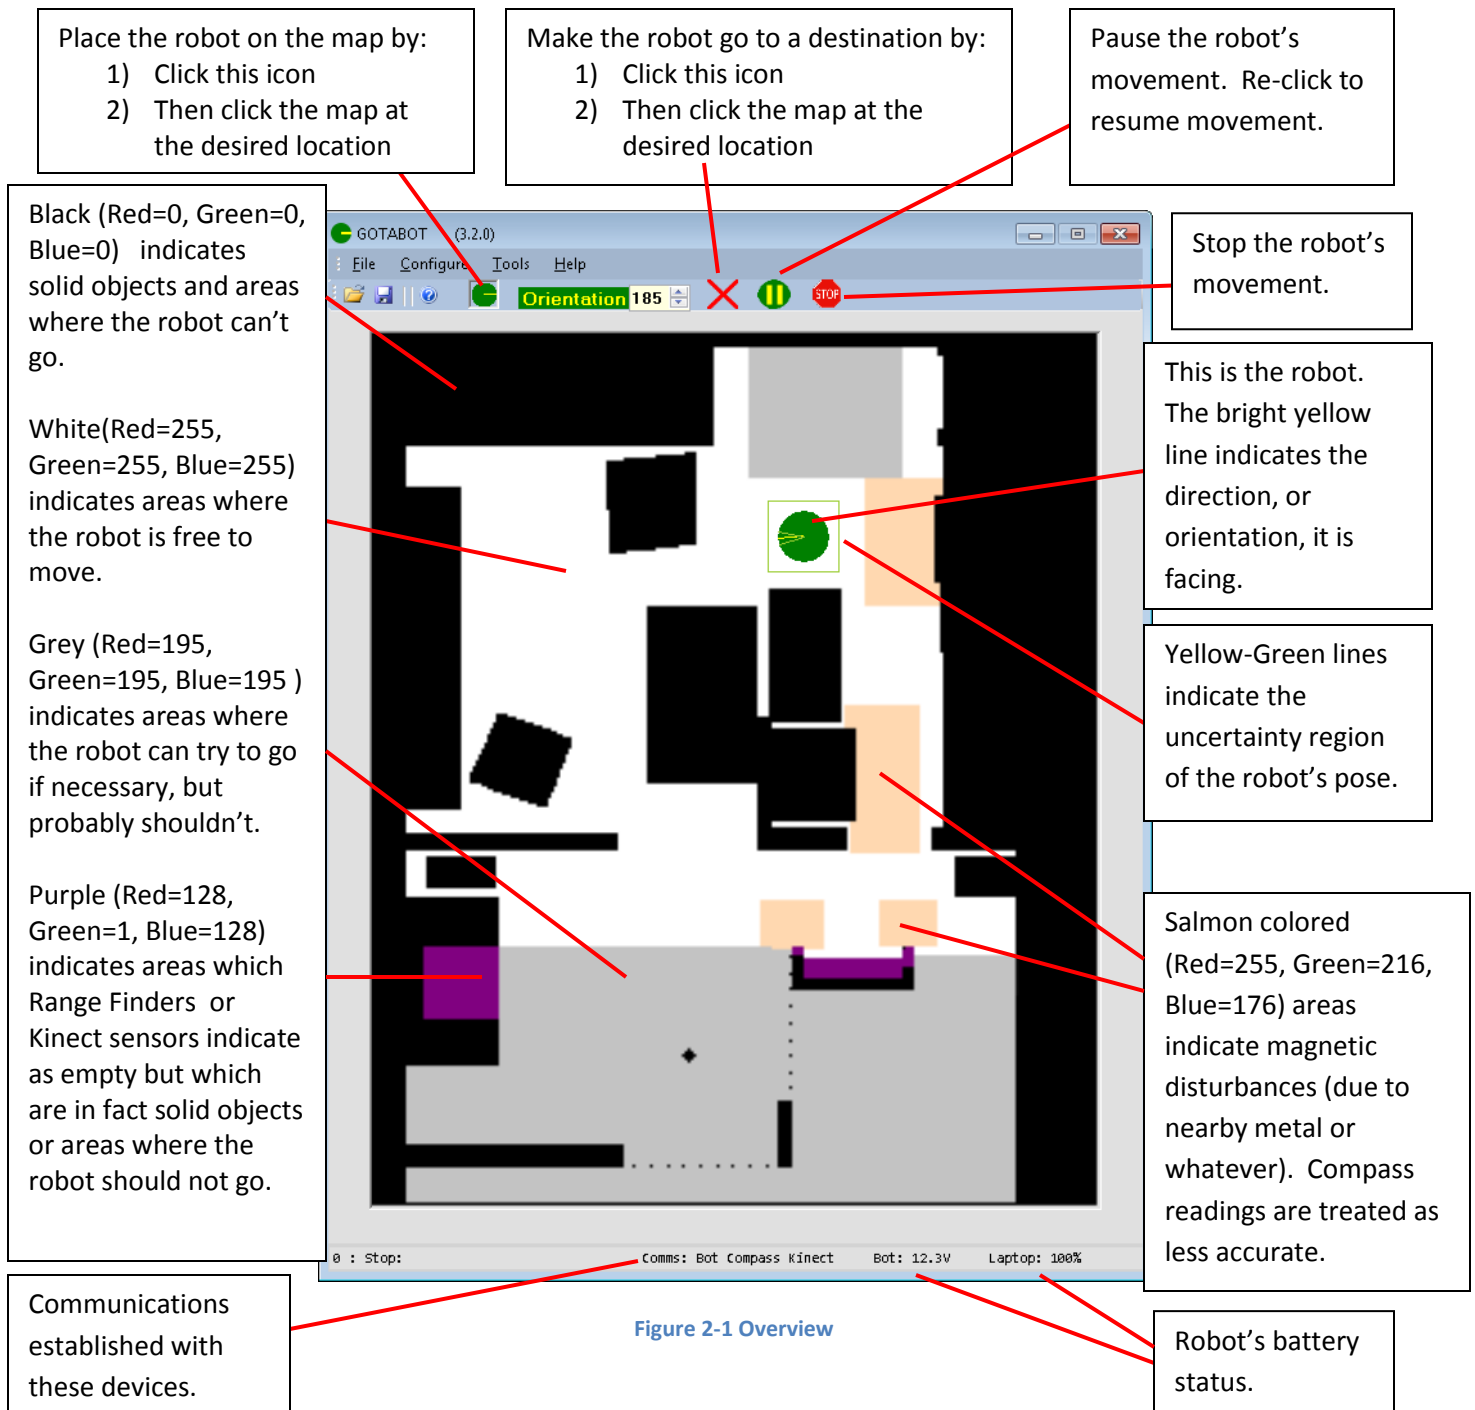 Place the robot on the map by:
1) Click this icon
2) Then click the map at
the desired location
Make the robot go to a destination by:
1) Click this icon
2) Then click the map at the
desired location
Pause the robot's
movement. Re-click to
resume movement.
Black (Red=0, Green=0,
Blue=0) indicates
solid objects and areas
where the robot can't
go.
White(Red=255,
Green=255, Blue=255)
indicates areas where
the robot is free to
move.
Grey (Red=195,
Green=195, Blue=195 )
indicates areas where
the robot can try to go
if necessary, but
probably shouldn't.
Purple (Red=128,
Green=1, Blue=128)
indicates areas which
Range Finders or
Kinect sensors indicate
as empty but which
are in fact solid objects
or areas where the
robot should not go.
GOTABOT (3.2.0)
File Configure Tools Help
Orientation 185
STOP
Stop the robot's
movement.
This is the robot.
The bright yellow
line indicates the
direction, or
orientation, it is
facing.
Yellow-Green lines
indicate the
uncertainty region
of the robot's pose.
Salmon colored
(Red=255, Green=216,
Blue=176) areas
indicate magnetic
disturbances (due to
nearby metal or
whatever). Compass
readings are treated as
less accurate.
0 : Stop: Comms: Bot Compass Kinect Bot: 12.3V Laptop: 100%
Communications
established with
these devices.
Figure 2-1 Overview
Robot's battery
status.